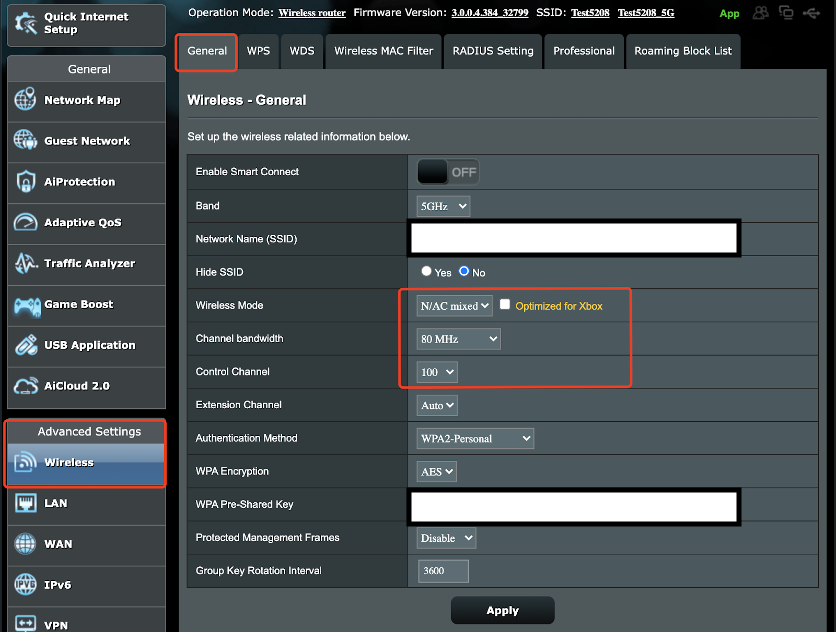 Quick Internet
Setup
Operation Mode: Wireless router Firmware Version: 3.0.0.4.384_32799 SSID: Test5208 Test5208_5G
App
General
Network Map
Guest Network
AiProtection
Adaptive QoS
Traffic Analyzer
Game Boost
USB Application
AiCloud 2.0
Advanced Settings
Wireless
LAN
WAN
IPv6
VPN
General WPS WDS Wireless MAC Filter RADIUS Setting Professional Roaming Block List
Wireless - General
Set up the wireless related information below.
Enable Smart Connect OFF
Band 5GHz
Network Name (SSID)
Hide SSID Yes No
Wireless Mode N/AC mixed Optimized for Xbox
Channel bandwidth 80 MHz
Control Channel 100
Extension Channel Auto
Authentication Method WPA2-Personal
WPA Encryption AES
WPA Pre-Shared Key
Protected Management Frames Disable
Group Key Rotation Interval 3600
Apply